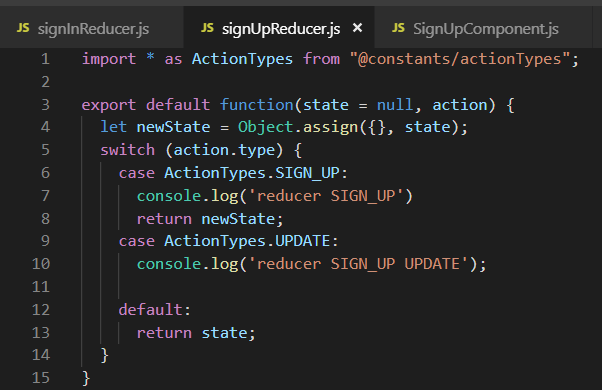 JS signInReducer.js JS signUpReducer.js × JS SignUpComponent.js
1 import * as ActionTypes from "@constants/actionTypes";
2
3 export default function(state = null, action) {
4 let newState = Object.assign({}, state);
5 switch (action.type) {
6 case ActionTypes.SIGN_UP:
7 console.log('reducer SIGN_UP')
8 return newState;
9 case ActionTypes.UPDATE:
10 console.log('reducer SIGN_UP UPDATE');
11
12 default:
13 return state;
14 }
15 }